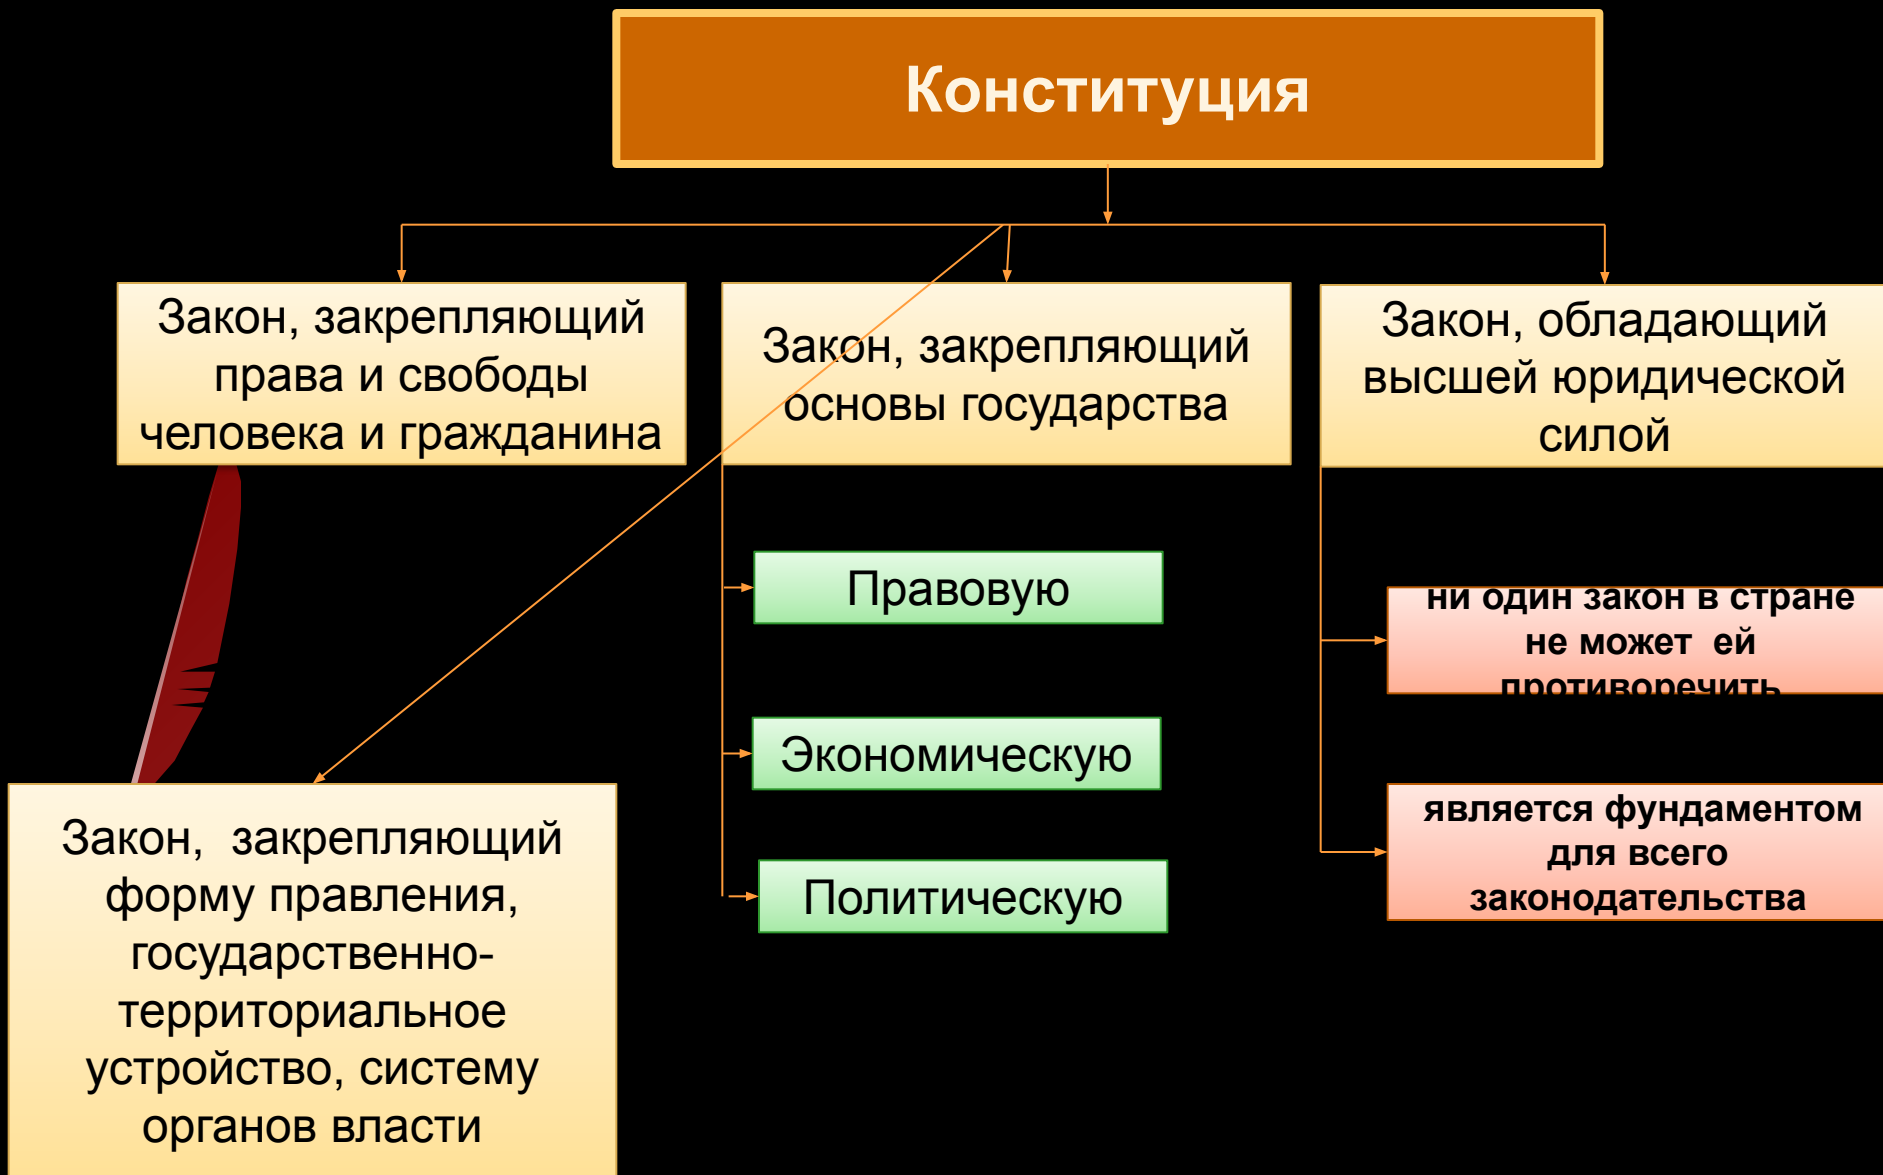 Конституция
Закон, закрепляющий
права и свободы
человека и гражданина
Закон, закрепляющий
основы государства
Закон, обладающий
высшей юридической
силой
Правовую
Экономическую
Политическую
ни один закон в стране
не может ей
противоречить
является фундаментом
для всего
законодательства
Закон, закрепляющий
форму правления,
государственно-
территориальное
устройство, систему
органов власти